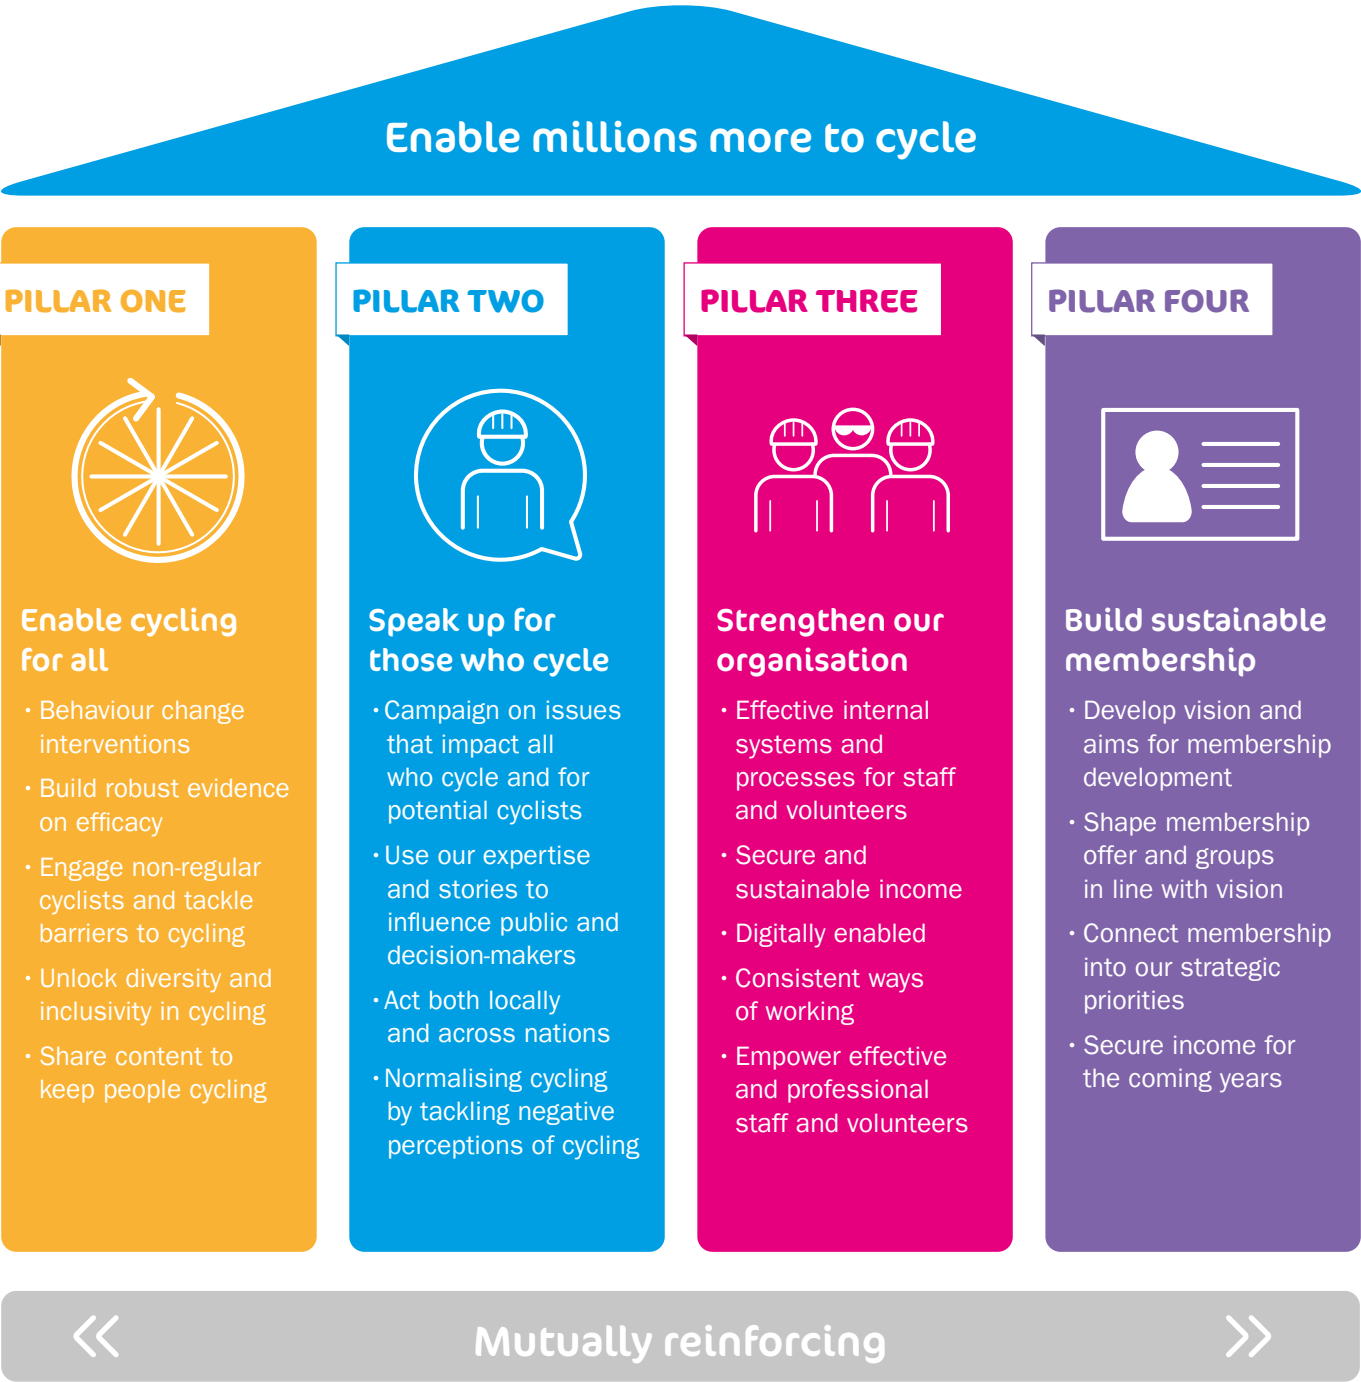 Enable millions more to cycle
PILLAR ONE
Enable cycling
for all
· Behaviour change
interventions
· Build robust evidence
on efficacy
· Engage non-regular
cyclists and tackle
barriers to cycling
· Unlock diversity and
inclusivity in cycling
· Share content to
keep people cycling
PILLAR TWO
Speak up for
those who cycle
· Campaign on issues
that impact all
who cycle and for
potential cyclists
· Use our expertise
and stories to
influence public and
decision-makers
· Act both locally
and across nations
· Normalising cycling
by tackling negative
perceptions of cycling
PILLAR THREE
Strengthen our
organisation
· Effective internal
systems and
processes for staff
and volunteers
· Secure and
sustainable income
· Digitally enabled
· Consistent ways
of working
· Empower effective
and professional
staff and volunteers
PILLAR FOUR
Build sustainable
membership
· Develop vision and
aims for membership
development
· Shape membership
offer and groups
in line with vision
· Connect membership
into our strategic
priorities
· Secure income for
the coming years
Mutually reinforcing